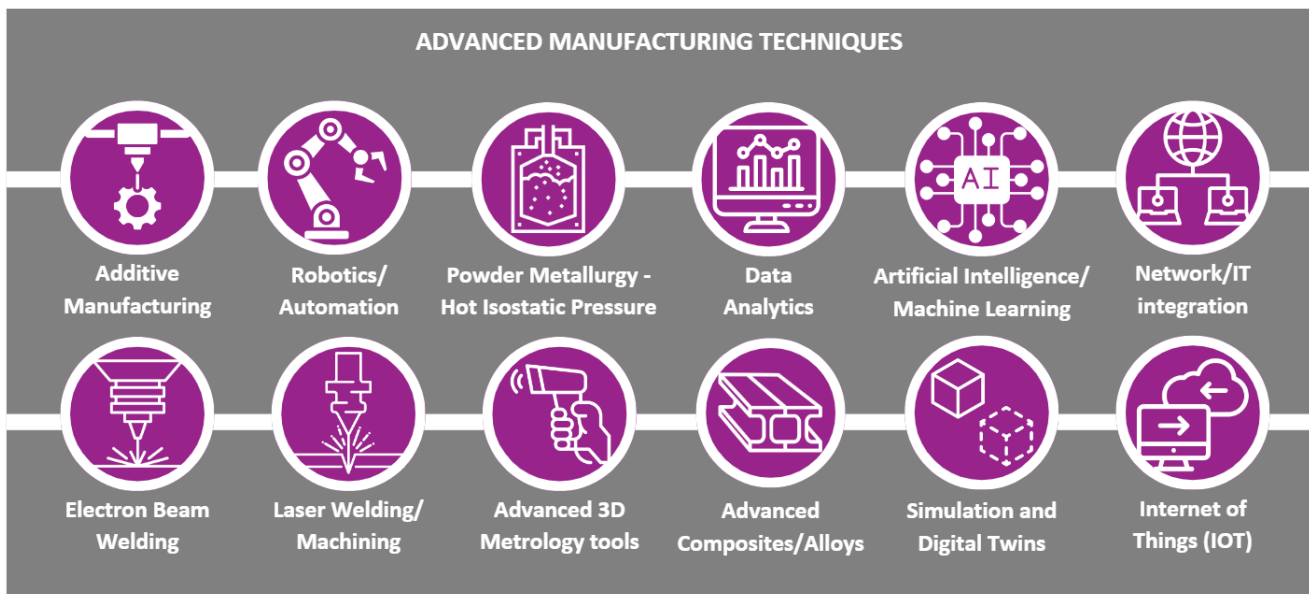 ADVANCED MANUFACTURING TECHNIQUES
AI
Additive
Manufacturing
Robotics/
Automation
Powder Metallurgy -
Hot Isostatic Pressure
Data
Analytics
Artificial Intelligence/
Machine Learning
Network/IT
integration
Electron Beam
Welding
Laser Welding/
Machining
Advanced 3D
Metrology tools
Advanced
Composites/Alloys
Simulation and
Digital Twins
Internet of
Things (IOT)